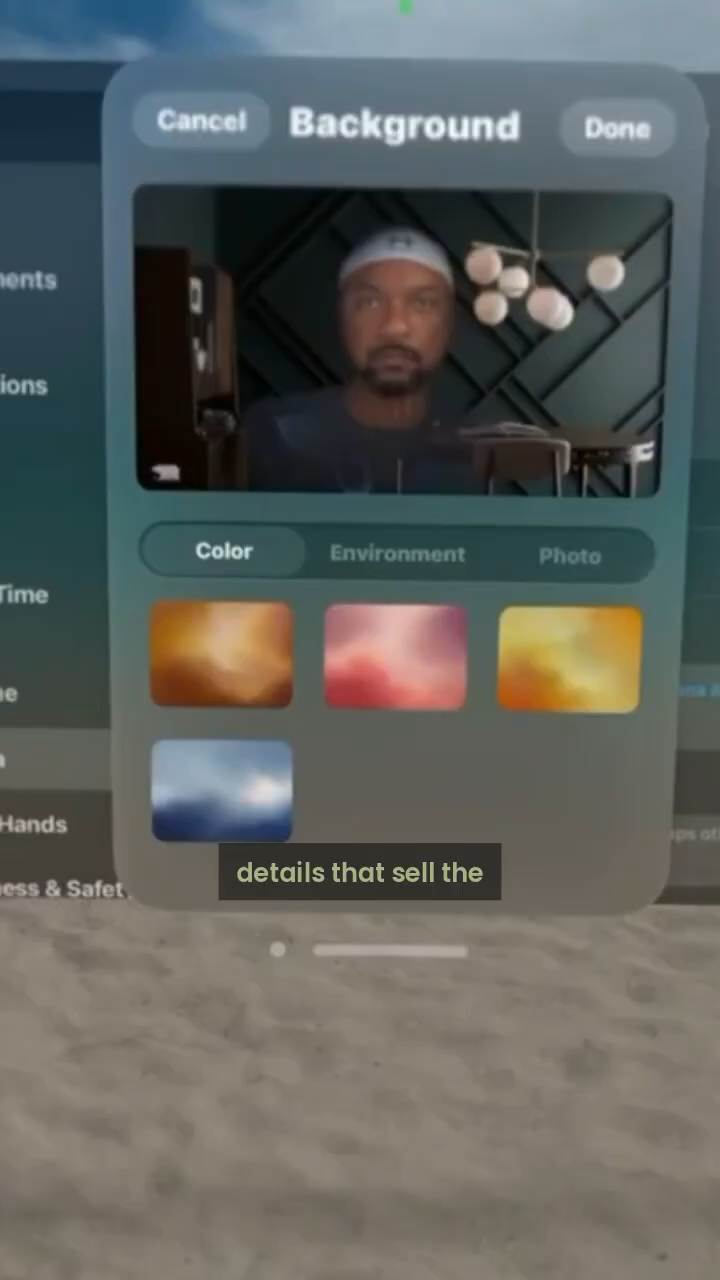 Cancel
Background
Done
ments
ions
Color
Environment
Photo
Time
ne
Hands
ness & Safet
details that sell the